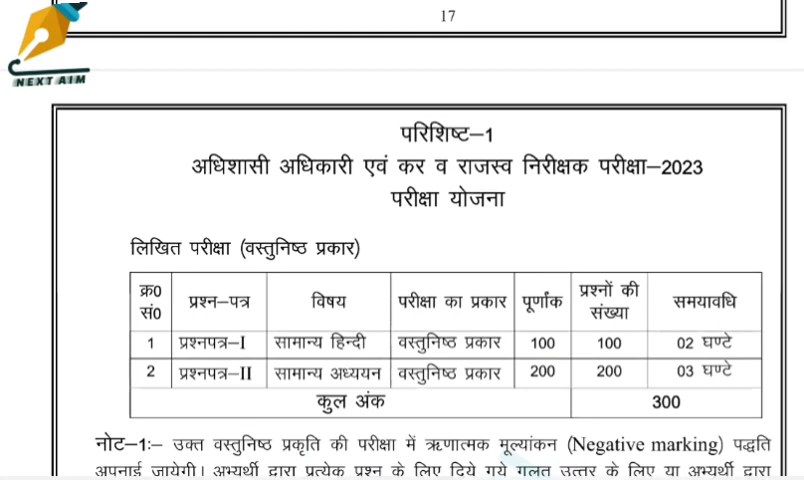 17
NEXT AIM
परिशिष्ट–1
अधिशासी अधिकारी एवं कर व राजस्व निरीक्षक परीक्षा–2023
परीक्षा योजना
लिखित परीक्षा (वस्तुनिष्ठ प्रकार)
क्र0 सं0 प्रश्न–पत्र विषय परीक्षा का प्रकार पूर्णांक प्रश्नों की संख्या समयावधि
1 प्रश्नपत्र–I सामान्य हिन्दी वस्तुनिष्ठ प्रकार 100 100 02 घण्टे
2 प्रश्नपत्र–II सामान्य अध्ययन वस्तुनिष्ठ प्रकार 200 200 03 घण्टे
कुल अंक 300
नोट–1:– उक्त वस्तुनिष्ठ प्रकृति की परीक्षा में ऋणात्मक मूल्यांकन (Negative marking) पद्धति
अपनाई जायेगी। अभ्यर्थी द्वारा प्रत्येक प्रश्न के लिए दिये गये गलत उत्तर के लिए या अभ्यर्थी द्वारा